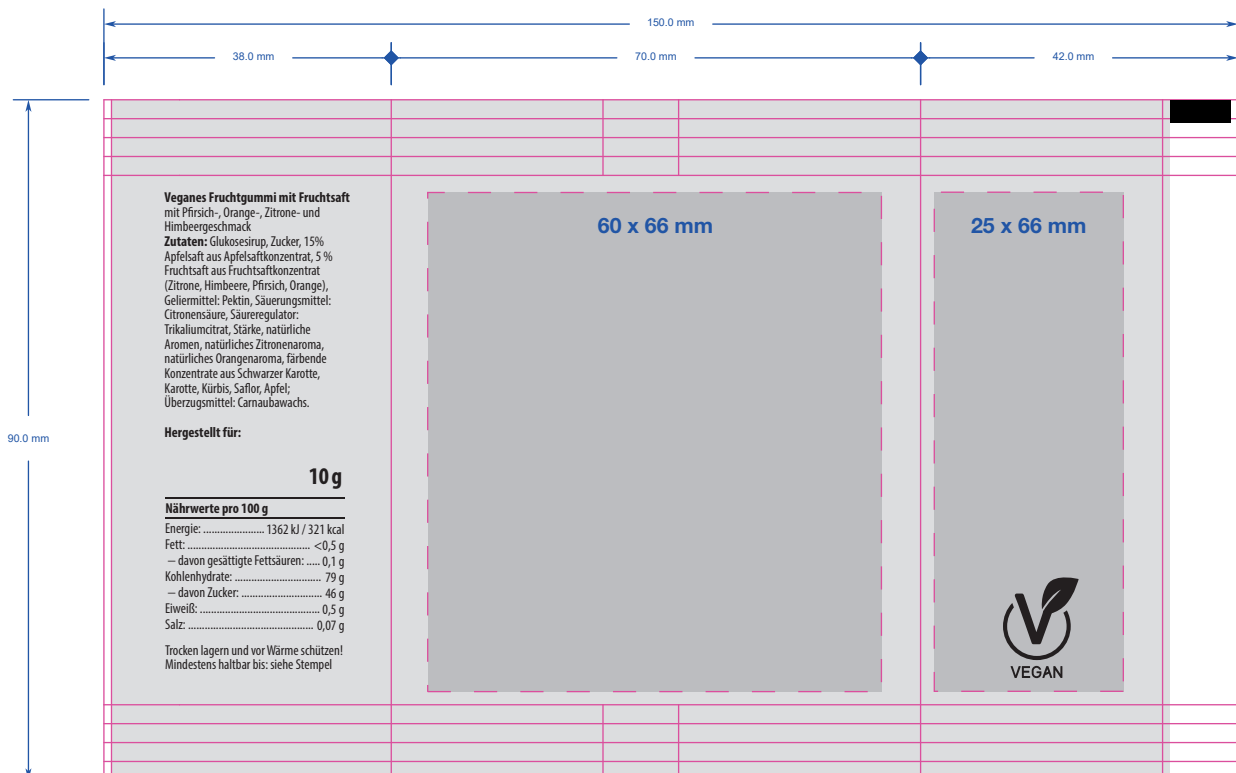 150.0 mm
38.0 mm
70.0 mm
42.0 mm
90.0 mm
Veganes Fruchtgummi mit Fruchtsaft
mit Pfirsich-, Orange-, Zitrone- und
Himbeergeschmack
Zutaten: Glukosesirup, Zucker, 15%
Apfelsaft aus Apfelsaftkonzentrat, 5 %
Fruchtsaft aus Fruchtsaftkonzentrat
(Zitrone, Himbeere, Pfirsich, Orange),
Geliermittel: Pektin, Säuerungsmittel:
Citronensäure, Säureregulator:
Trikaliumcitrat, Stärke, natürliche
Aromen, natürliches Zitronenaroma,
natürliches Orangenaroma, färbende
Konzentrate aus Schwarzer Karotte,
Karotte, Kürbis, Saflor, Apfel;
Überzugsmittel: Carnaubawachs.
Hergestellt für:
10 g
Nährwerte pro 100 g
Energie: ...................... 1362 kJ / 321 kcal
Fett: ............................................ <0,5 g
– davon gesättigte Fettsäuren: ..... 0,1 g
Kohlenhydrate: ............................... 79 g
– davon Zucker: ............................. 46 g
Eiweiß: ........................................... 0,5 g
Salz: ............................................. 0,07 g
Trocken lagern und vor Wärme schützen!
Mindestens haltbar bis: siehe Stempel
60 x 66 mm
25 x 66 mm
VEGAN